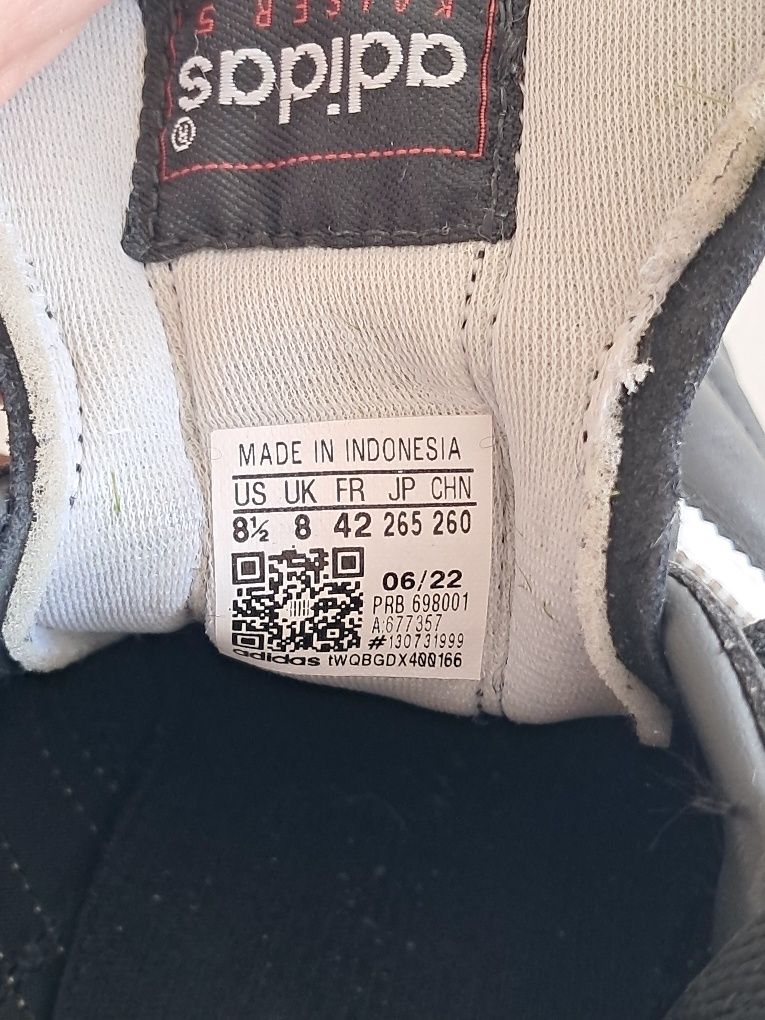 KAISER 5
adidas
®
MADE IN INDONESIA
US UK FR JP CHN
8½ 8 42 265 260
06/22
PRB 698001
A:677357
#130731999
adidas tWQBGDX400166